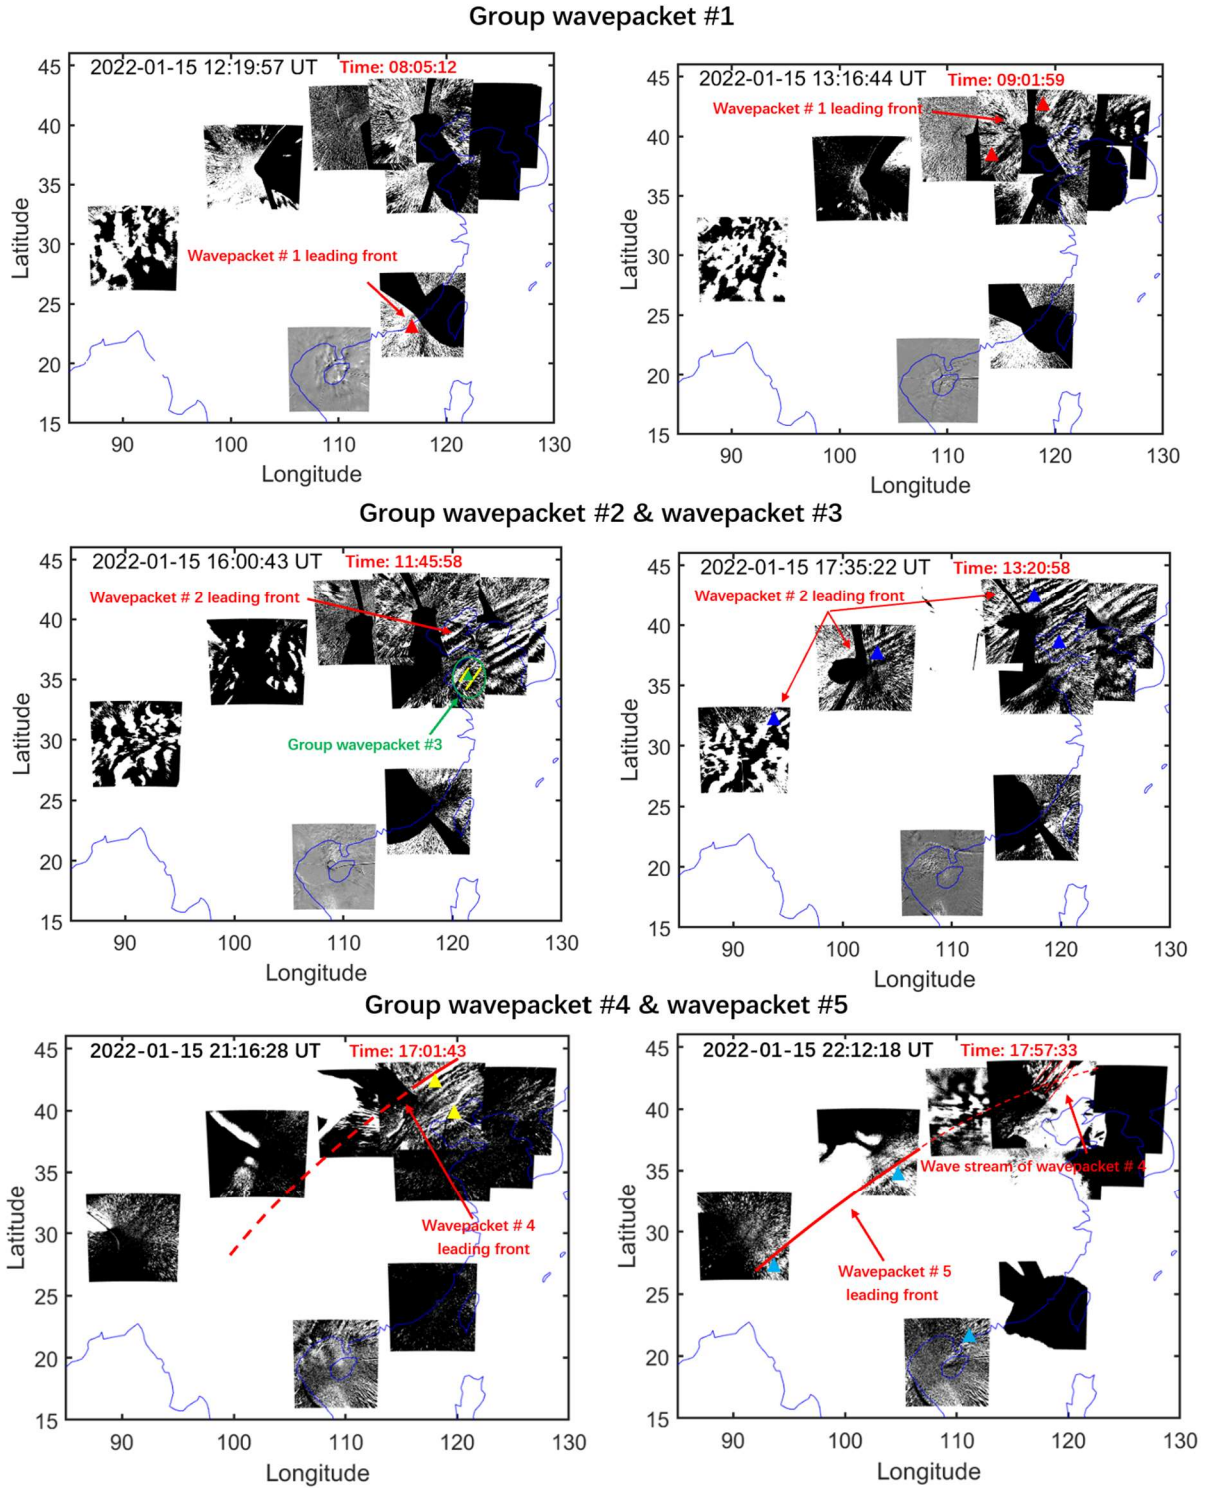 Group wavepacket #1
2022-01-15 12:19:57 UT
Time: 08:05:12
Wavepacket # 1 leading front
Latitude
45
40
35
30
25
20
15
90
100
110
120
130
Longitude
2022-01-15 13:16:44 UT
Time: 09:01:59
Wavepacket # 1 leading front
Latitude
45
40
35
30
25
20
15
90
100
110
120
130
Longitude
Group wavepacket #2 & wavepacket #3
2022-01-15 16:00:43 UT
Time: 11:45:58
Wavepacket # 2 leading front
Group wavepacket #3
Latitude
45
40
35
30
25
20
15
90
100
110
120
130
Longitude
2022-01-15 17:35:22 UT
Time: 13:20:58
Wavepacket # 2 leading front
Latitude
45
40
35
30
25
20
15
90
100
110
120
130
Longitude
Group wavepacket #4 & wavepacket #5
2022-01-15 21:16:28 UT
Time: 17:01:43
Wavepacket # 4
leading front
Latitude
45
40
35
30
25
20
15
90
100
110
120
130
Longitude
2022-01-15 22:12:18 UT
Time: 17:57:33
Wave stream of wavepacket # 4
Wavepacket # 5
leading front
Latitude
45
40
35
30
25
20
15
90
100
110
120
130
Longitude